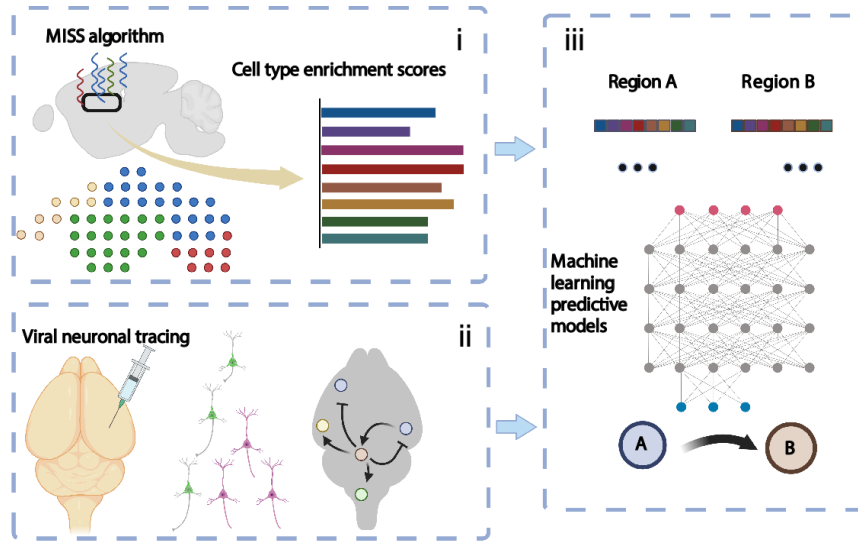 MISS algorithm
i
Cell type enrichment scores
Viral neuronal tracing
ii
iii
Region A
Region B
Machine
learning
predictive
models
A
B